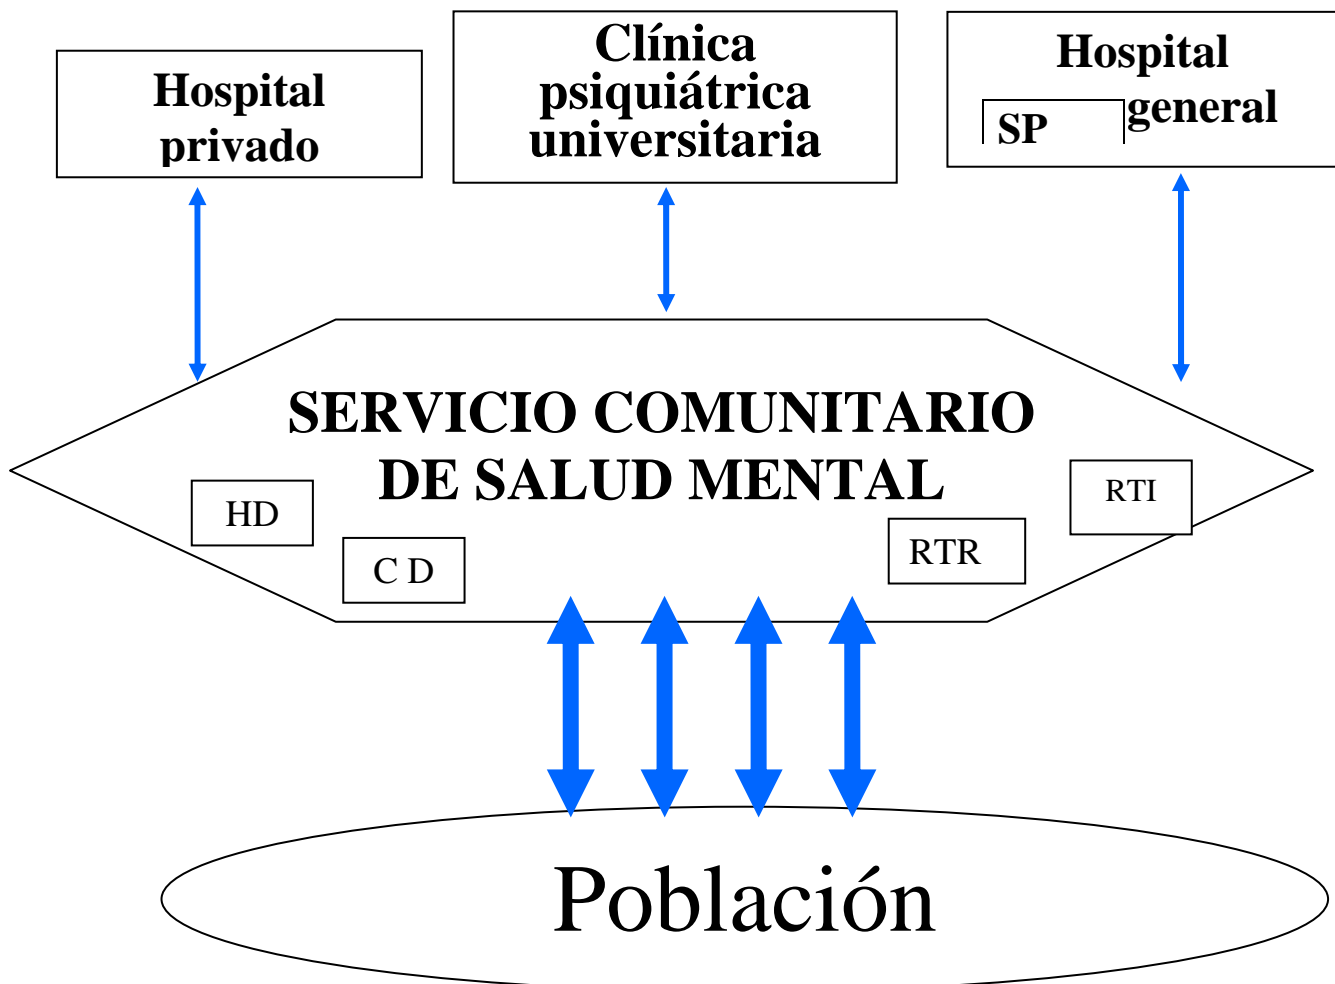 Hospital
privado
Clínica
psiquiátrica
universitaria
Hospital
general
SP
SERVICIO COMUNITARIO
DE SALUD MENTAL
HD
C D
RTR
RTI
Población